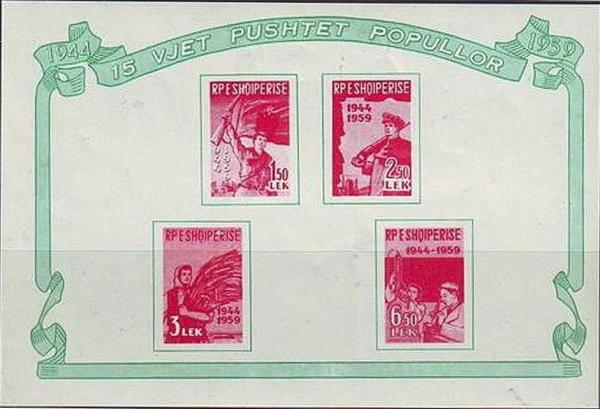 1944
15 VJET PUSHTET POPULLOR
1959
RP E SHQIPERISE
1944
1944
1.50
LEK
RP E SHQIPERISE
1944
1959
2.50
LEK
RP E SHQIPERISE
1944
1959
3 LEK
RP E SHQIPERISE
1944-1959
6.50
LEK